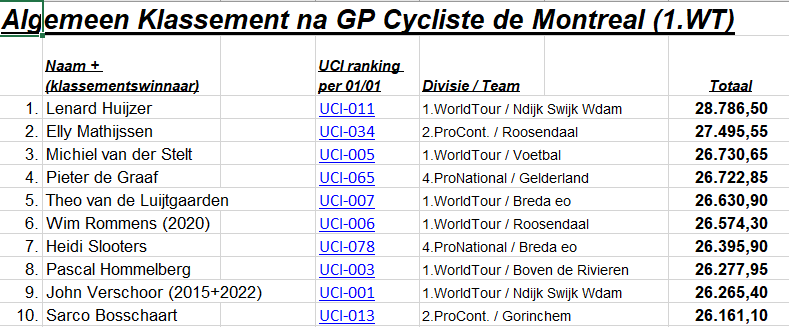 Algemeen Klassement na GP Cycliste de Montreal (1.WT)
Naam + (klassementswinnaar) UCI ranking per 01/01 Divisie / Team Totaal
1. Lenard Huijzer UCI-011 1.WorldTour / Ndijk Swijk Wdam 28.786,50
2. Elly Mathijssen UCI-034 2.ProCont. / Roosendaal 27.495,55
3. Michiel van der Stelt UCI-005 1.WorldTour / Voetbal 26.730,65
4. Pieter de Graaf UCI-065 4.ProNational / Gelderland 26.722,85
5. Theo van de Luijtgaarden UCI-007 1.WorldTour / Breda eo 26.630,90
6. Wim Rommens (2020) UCI-006 1.WorldTour / Roosendaal 26.574,30
7. Heidi Slooters UCI-078 4.ProNational / Breda eo 26.395,90
8. Pascal Hommelberg UCI-003 1.WorldTour / Boven de Rivieren 26.277,95
9. John Verschoor (2015+2022) UCI-001 1.WorldTour / Ndijk Swijk Wdam 26.265,40
10. Sarco Bosschaart UCI-013 2.ProCont. / Gorinchem 26.161,10